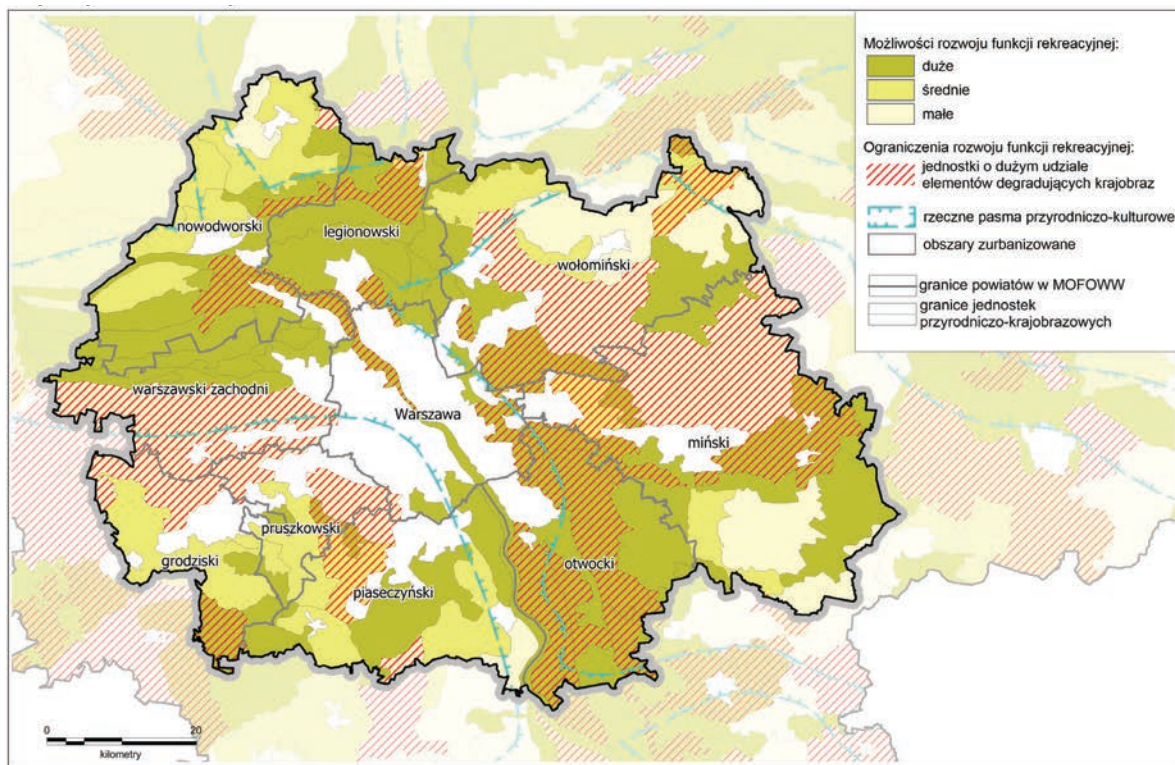 Możliwości rozwoju funkcji rekreacyjnej:
duże
średnie
małe
Ograniczenia rozwoju funkcji rekreacyjnej:
jednostki o dużym udziale
elementów degradujących krajobraz
rzeczne pasma przyrodniczo-kulturowe
obszary zurbanizowane
granice powiatów w MOFOWW
granice jednostek
przyrodniczo-krajobrazowych
nowodworski
legionowski
wołomiński
warszawski zachodni
Warszawa
miński
pruszkowski
grodziski
otwocki
piaseczyński
0 20
kilometry